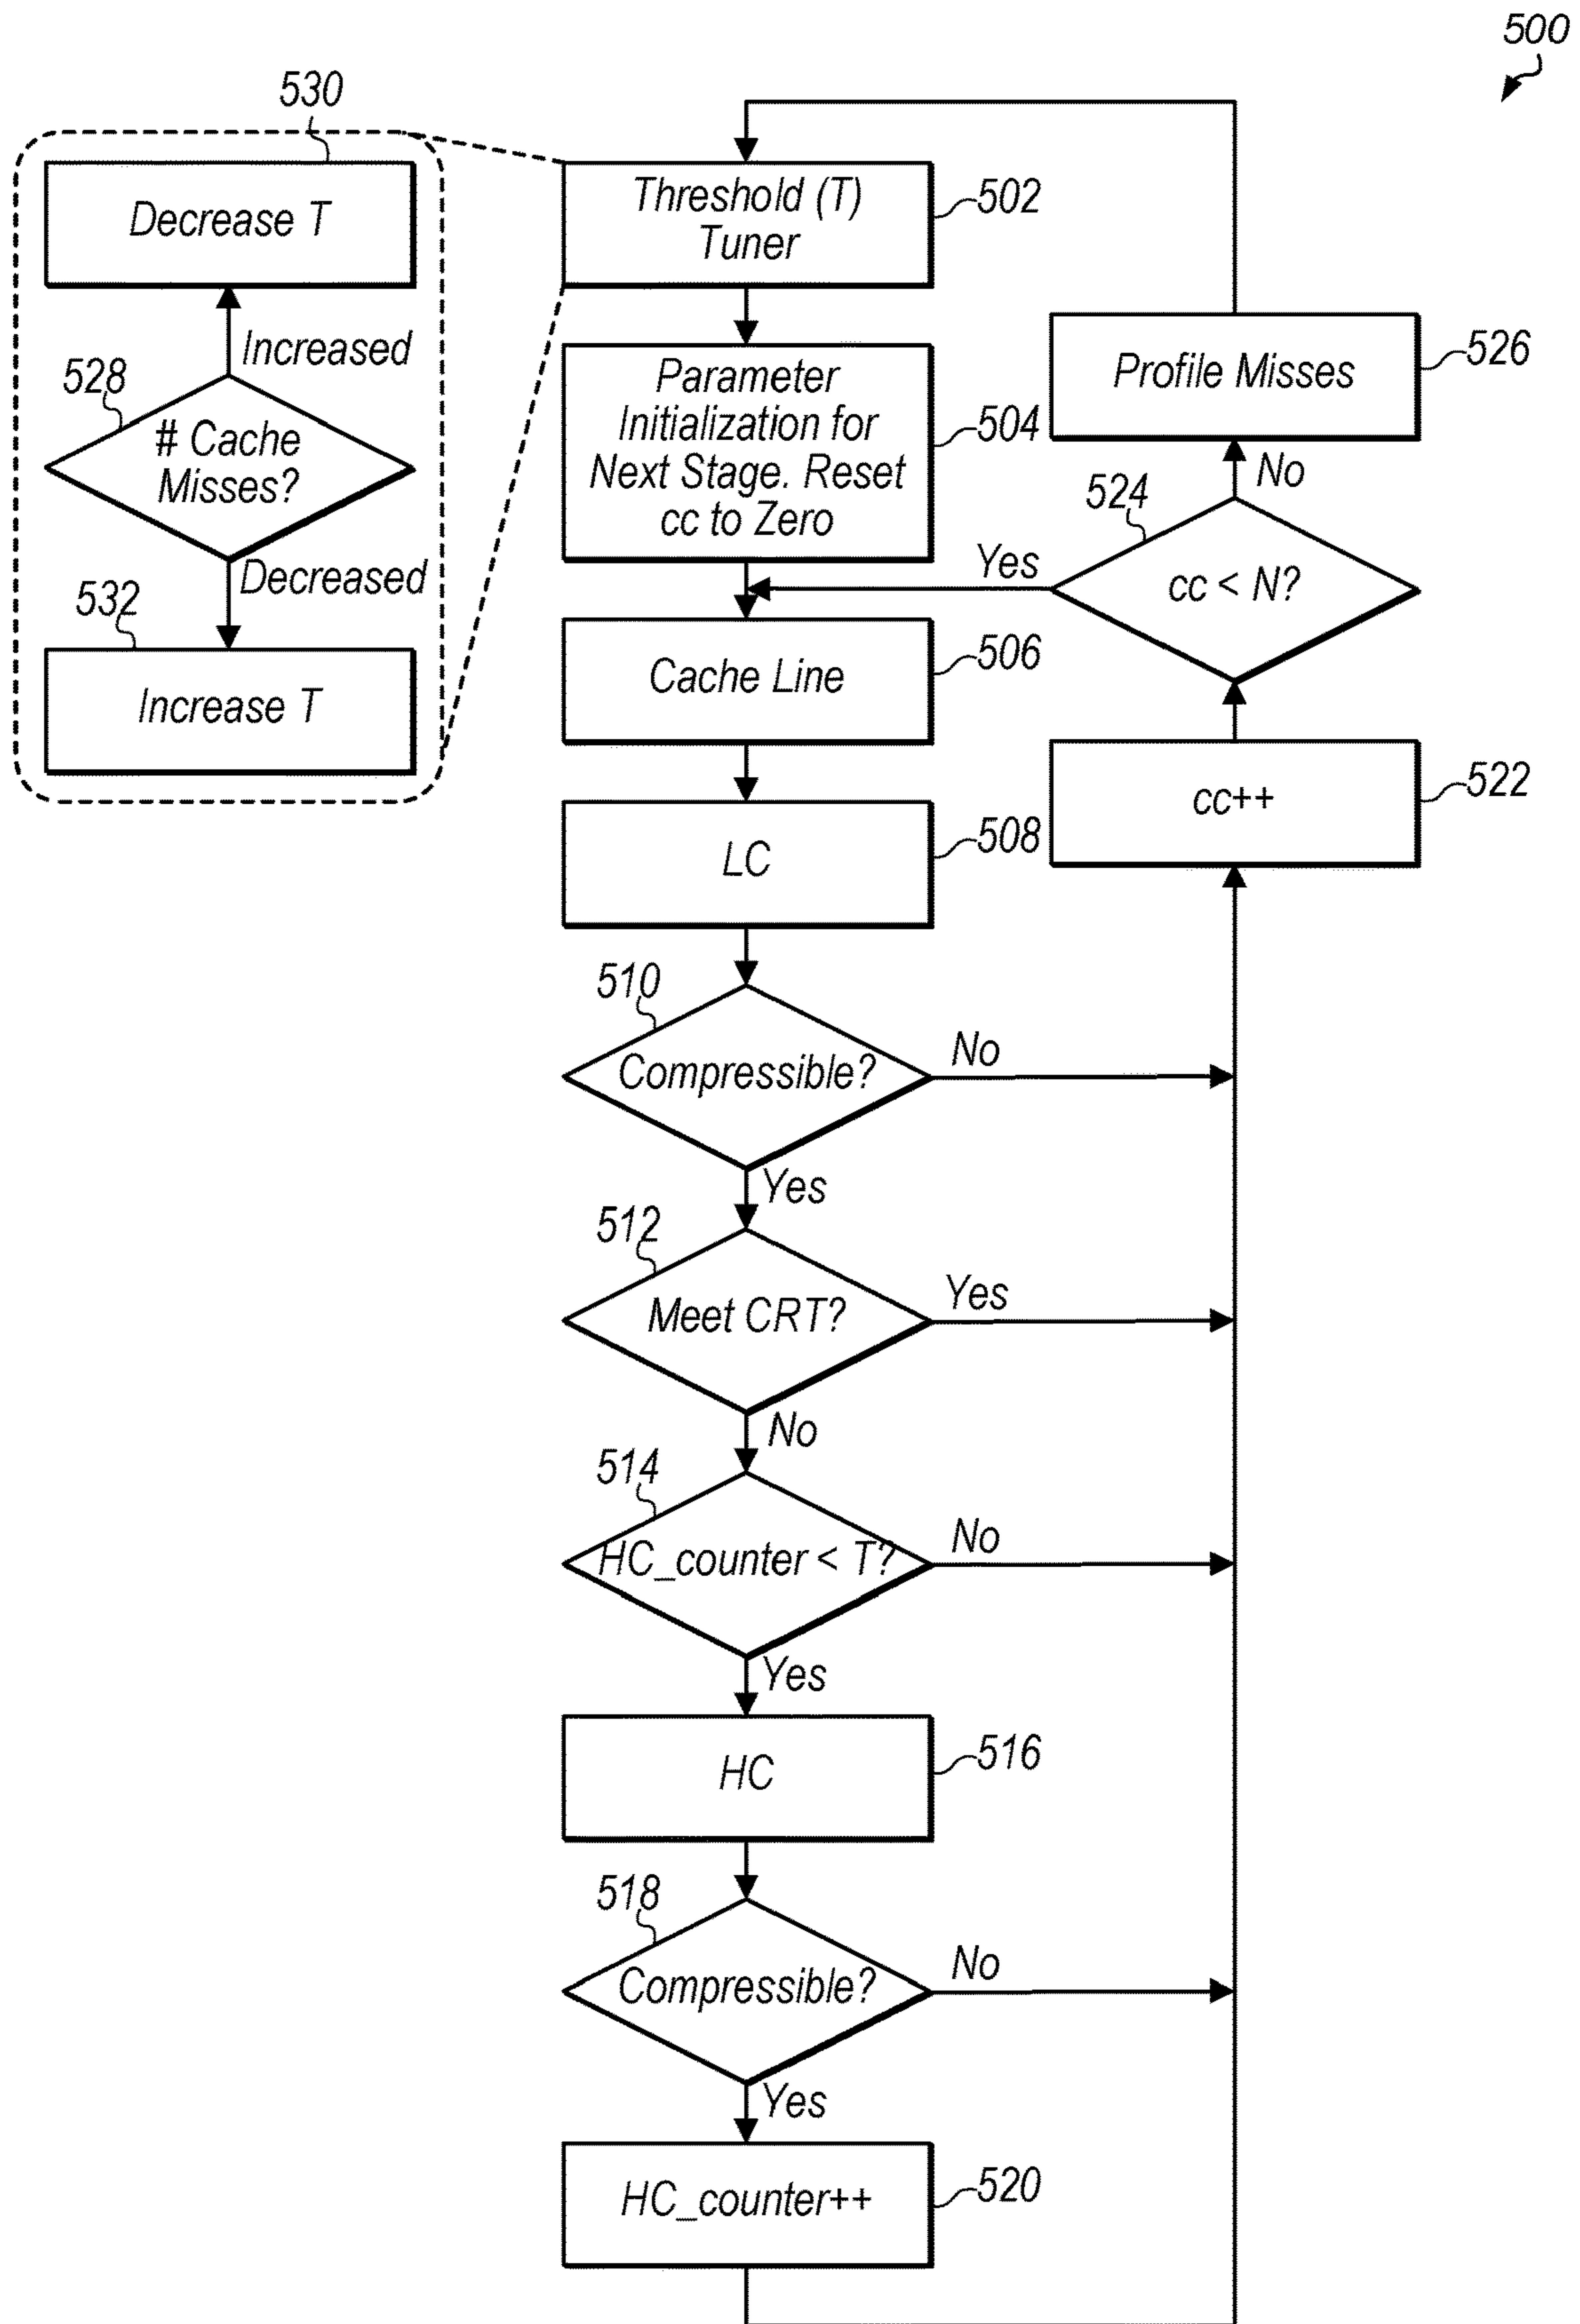 500
530
Decrease T
Increased
528
# Cache
Misses?
Decreased
532
Increase T
Threshold (T)
Tuner
502
Parameter
Initialization for
Next Stage. Reset
cc to Zero
504
Cache Line
506
LC
508
510
Compressible?
No
Yes
512
Meet CRT?
Yes
No
514
HC_counter < T?
No
Yes
HC
516
518
Compressible?
No
Yes
HC_counter++
520
cc++
522
524
cc < N?
Yes
No
Profile Misses
526